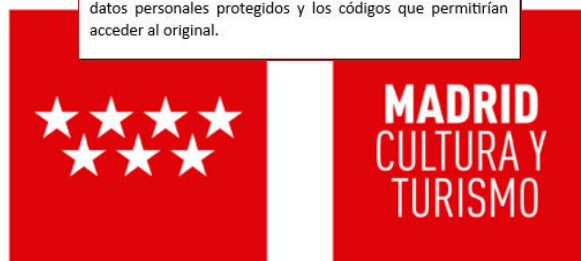 datos personales protegidos y los códigos que permitirían
acceder al original.
MADRID
CULTURA Y
TURISMO